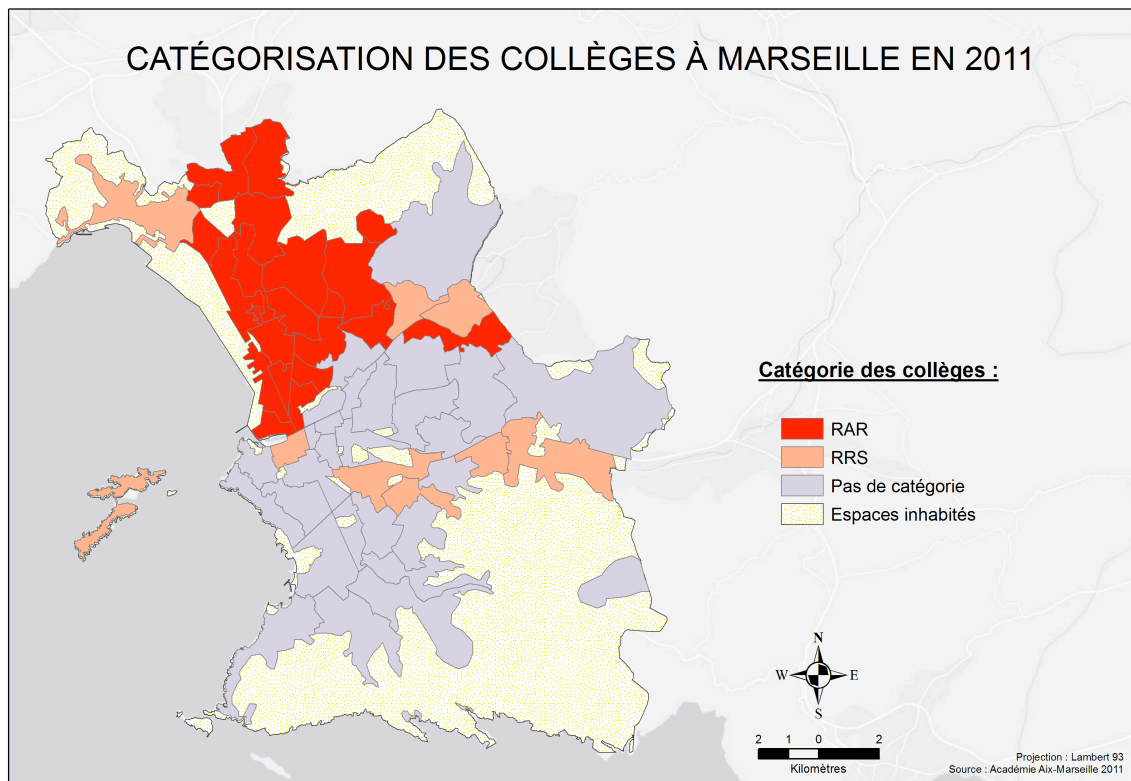 CATÉGORISATION DES COLLÈGES À MARSEILLE EN 2011
Catégorie des collèges :
RAR
RRS
Pas de catégorie
Espaces inhabités
N
W E
S
2 1 0 2
Kilomètres
Projection : Lambert 93
Source : Académie Aix-Marseille 2011